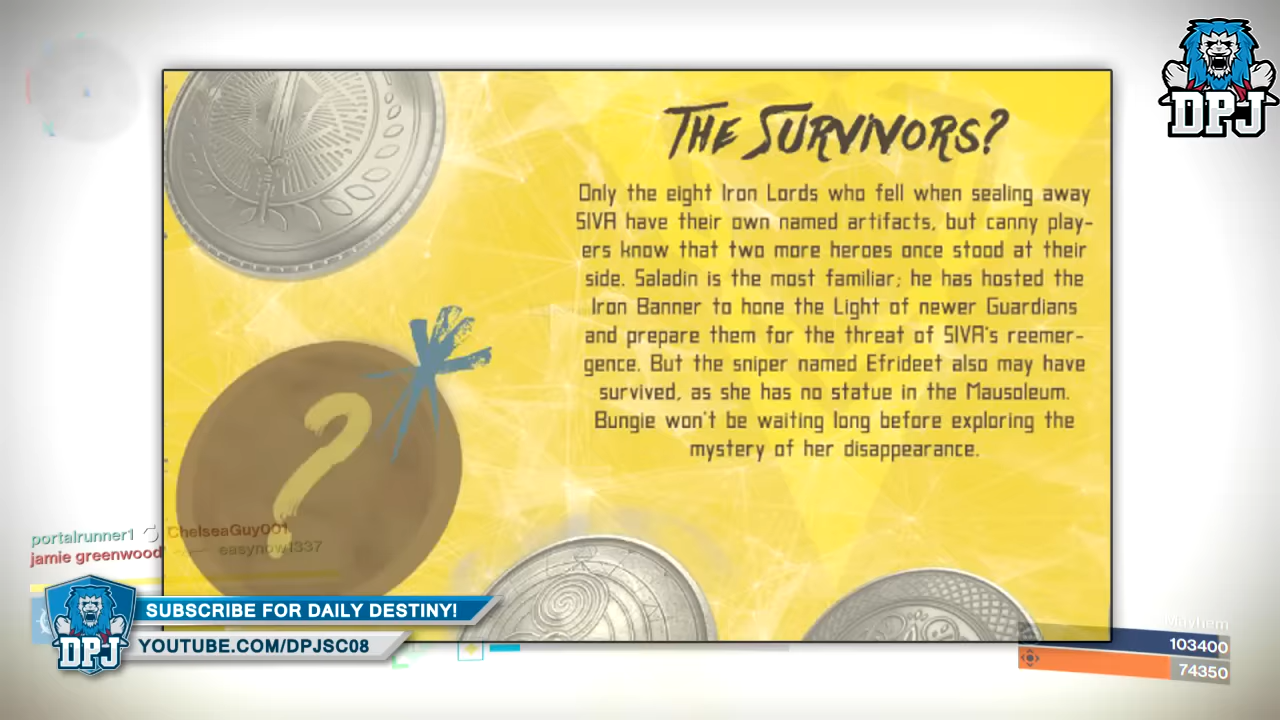 DPJ
THE SURVIVORS?
Only the eight Iron Lords who fell when sealing away
SIVA have their own named artifacts, but canny play-
ers know that two more heroes once stood at their
side. Saladin is the most familiar; he has hosted the
Iron Banner to hone the Light of newer Guardians
and prepare them for the threat of SIVA's reemer-
gence. But the sniper named Efrideet also may have
survived, as she has no statue in the Mausoleum.
Bungie won't be waiting long before exploring the
mystery of her disappearance.
?
portalrunner1 ChelseaGuy001
jamie greenwood easynow1337
SUBSCRIBE FOR DAILY DESTINY!
YOUTUBE.COM/DPJSC08
DPJ
Mayhem
103400
74350